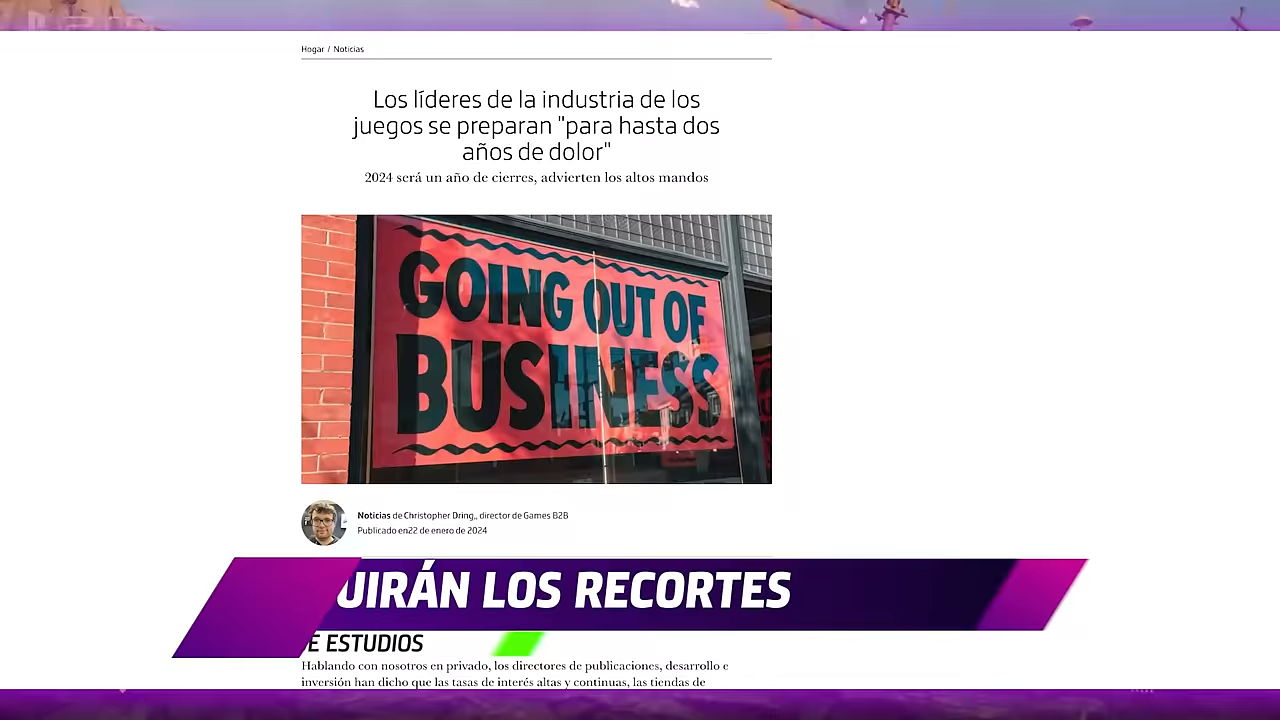 Hogar / Noticias
Los líderes de la industria de los
juegos se preparan "para hasta dos
años de dolor"
2024 será un año de cierres, advierten los altos mandos
GOING OUT OF
BUSINESS
Noticias de Christopher Dring,, director de Games B2B
Publicado en22 de enero de 2024
UIRÁN LOS RECORTES
E ESTUDIOS
Hablando con nosotros en privado, los directores de publicaciones, desarrollo e
inversión han dicho que las tasas de interés altas y continuas, las tiendas de